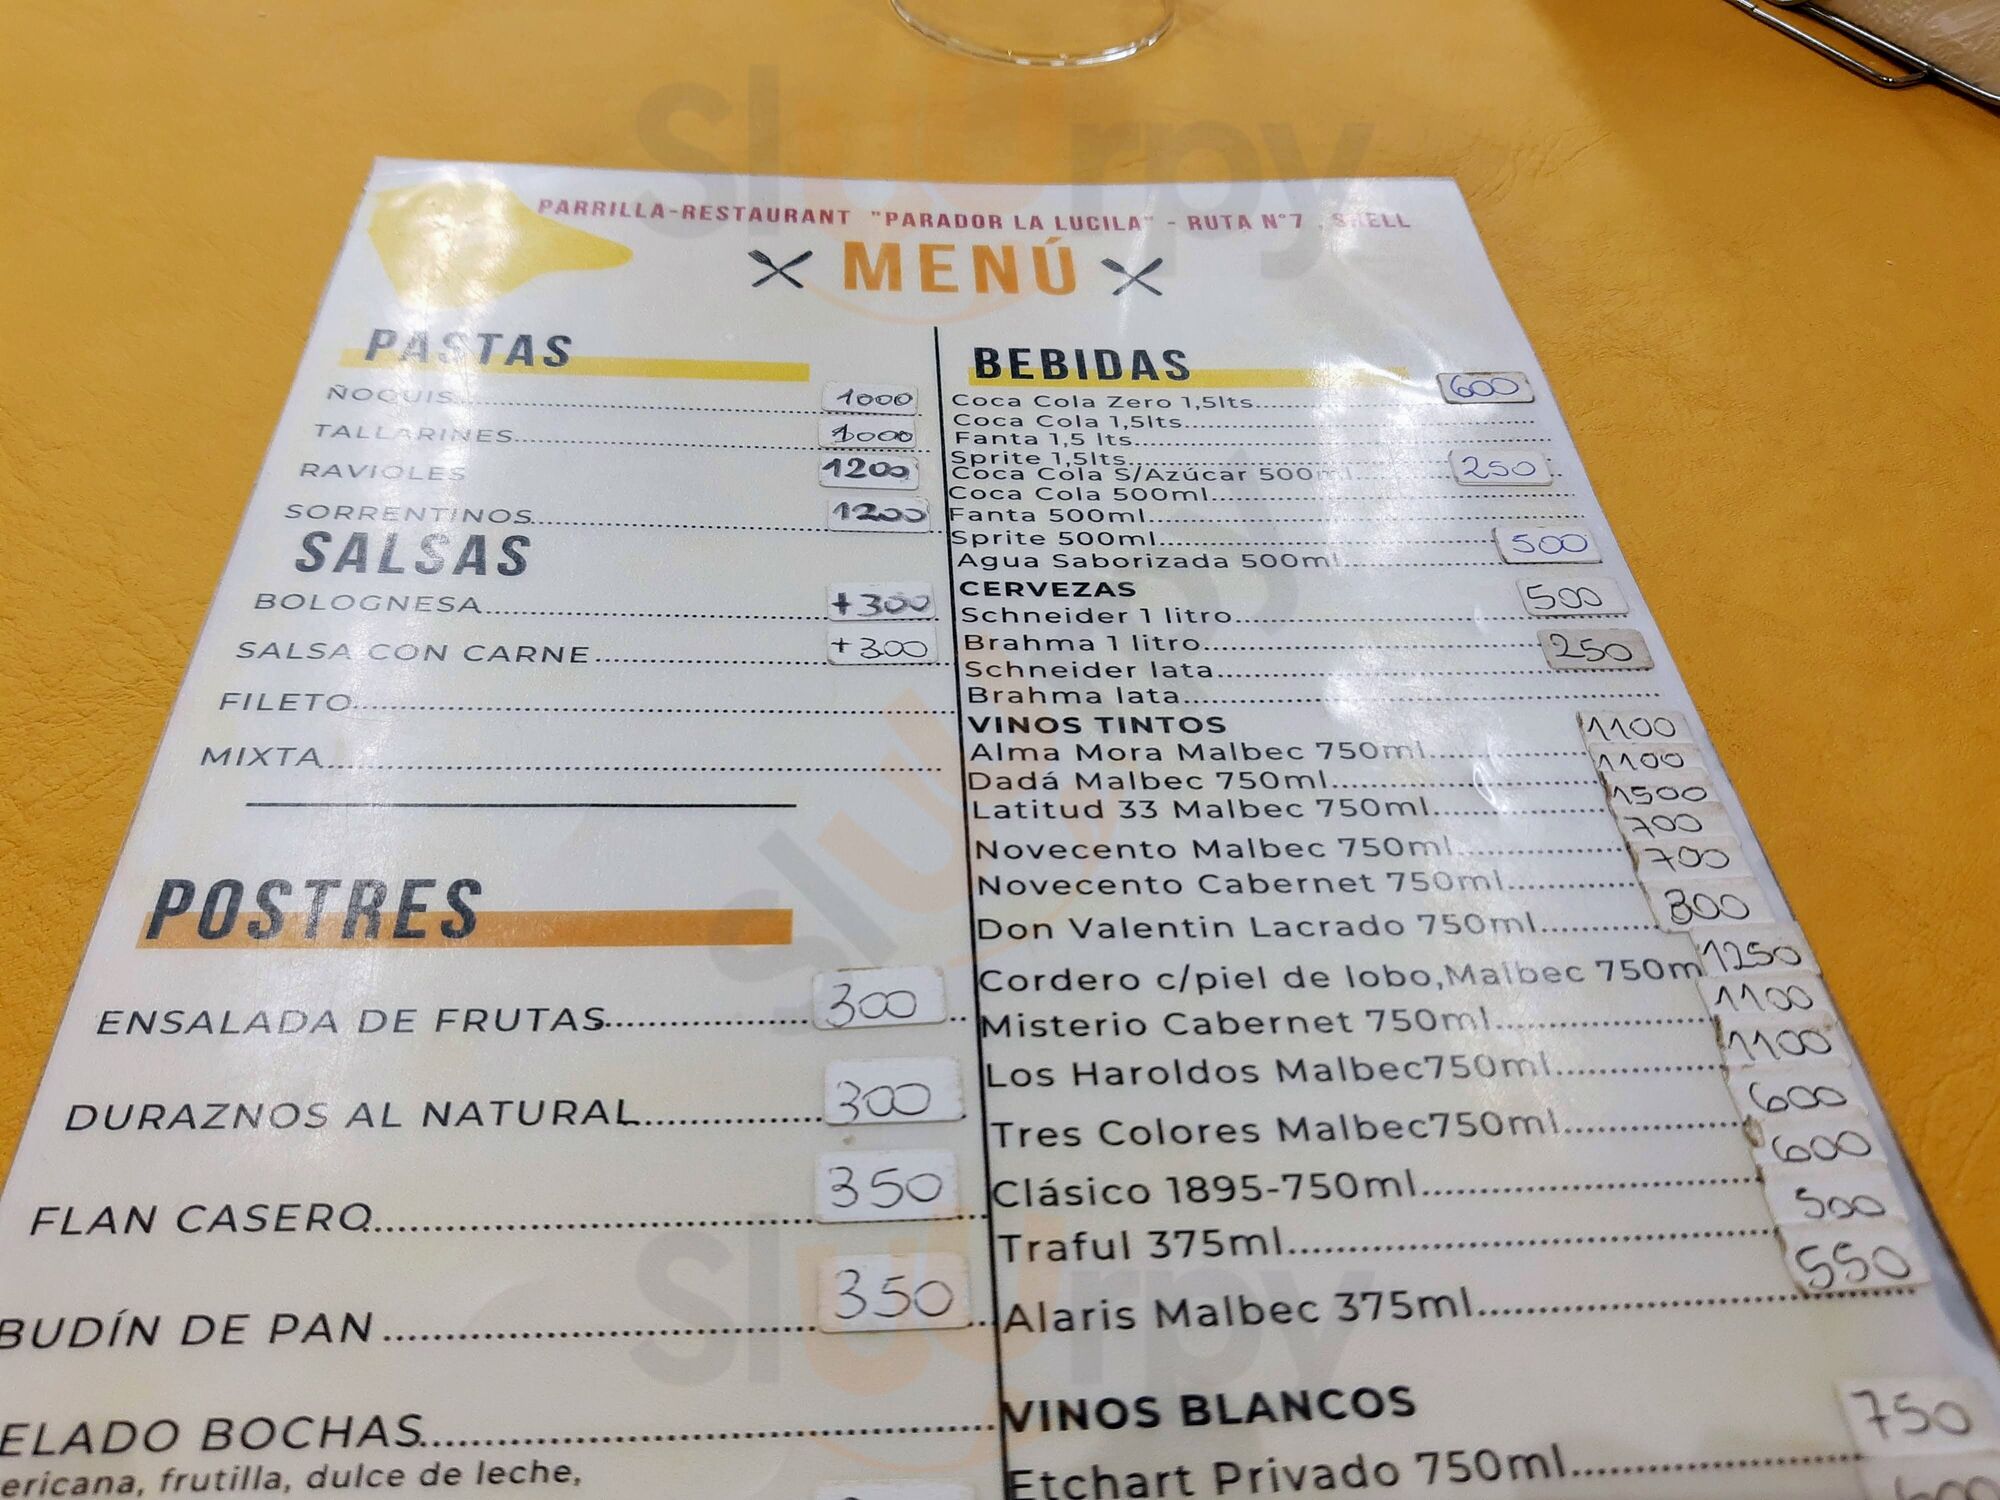 PARRILLA-RESTAURANT "PARADOR LA LUCILA" - RUTA N°7 , SHELL
MENÚ
PASTAS
ÑOQUIS 1000
TALLARINES 1000
RAVIOLES 1200
SORRENTINOS 1200
SALSAS
BOLOGNESA +300
SALSA CON CARNE +300
FILETO
MIXTA
POSTRES
ENSALADA DE FRUTAS 300
DURAZNOS AL NATURAL 300
FLAN CASERO 350
BUDÍN DE PAN 350
ELADO BOCHAS
ericana, frutilla, dulce de leche,
BEBIDAS
600
Coca Cola Zero 1,5lts
Coca Cola 1,5lts
Fanta 1,5 lts
Sprite 1,5lts
Coca Cola S/Azúcar 500ml 250
Coca Cola 500ml
Fanta 500ml
Sprite 500ml
500
Agua Saborizada 500ml
CERVEZAS
500
Schneider 1 litro
Brahma 1 litro
250
Schneider lata
Brahma lata
VINOS TINTOS
1100
Alma Mora Malbec 750ml
1100
Dadá Malbec 750ml
1500
Latitud 33 Malbec 750ml
700
Novecento Malbec 750ml
700
Novecento Cabernet 750ml
800
Don Valentin Lacrado 750ml
1250
Cordero c/piel de lobo,Malbec 750m
1100
Misterio Cabernet 750ml
1100
Los Haroldos Malbec750ml
600
Tres Colores Malbec750ml
600
Clásico 1895-750ml
500
Traful 375ml
550
Alaris Malbec 375ml
VINOS BLANCOS
750
Etchart Privado 750ml
sluurpy
sluurpy
sluurpy